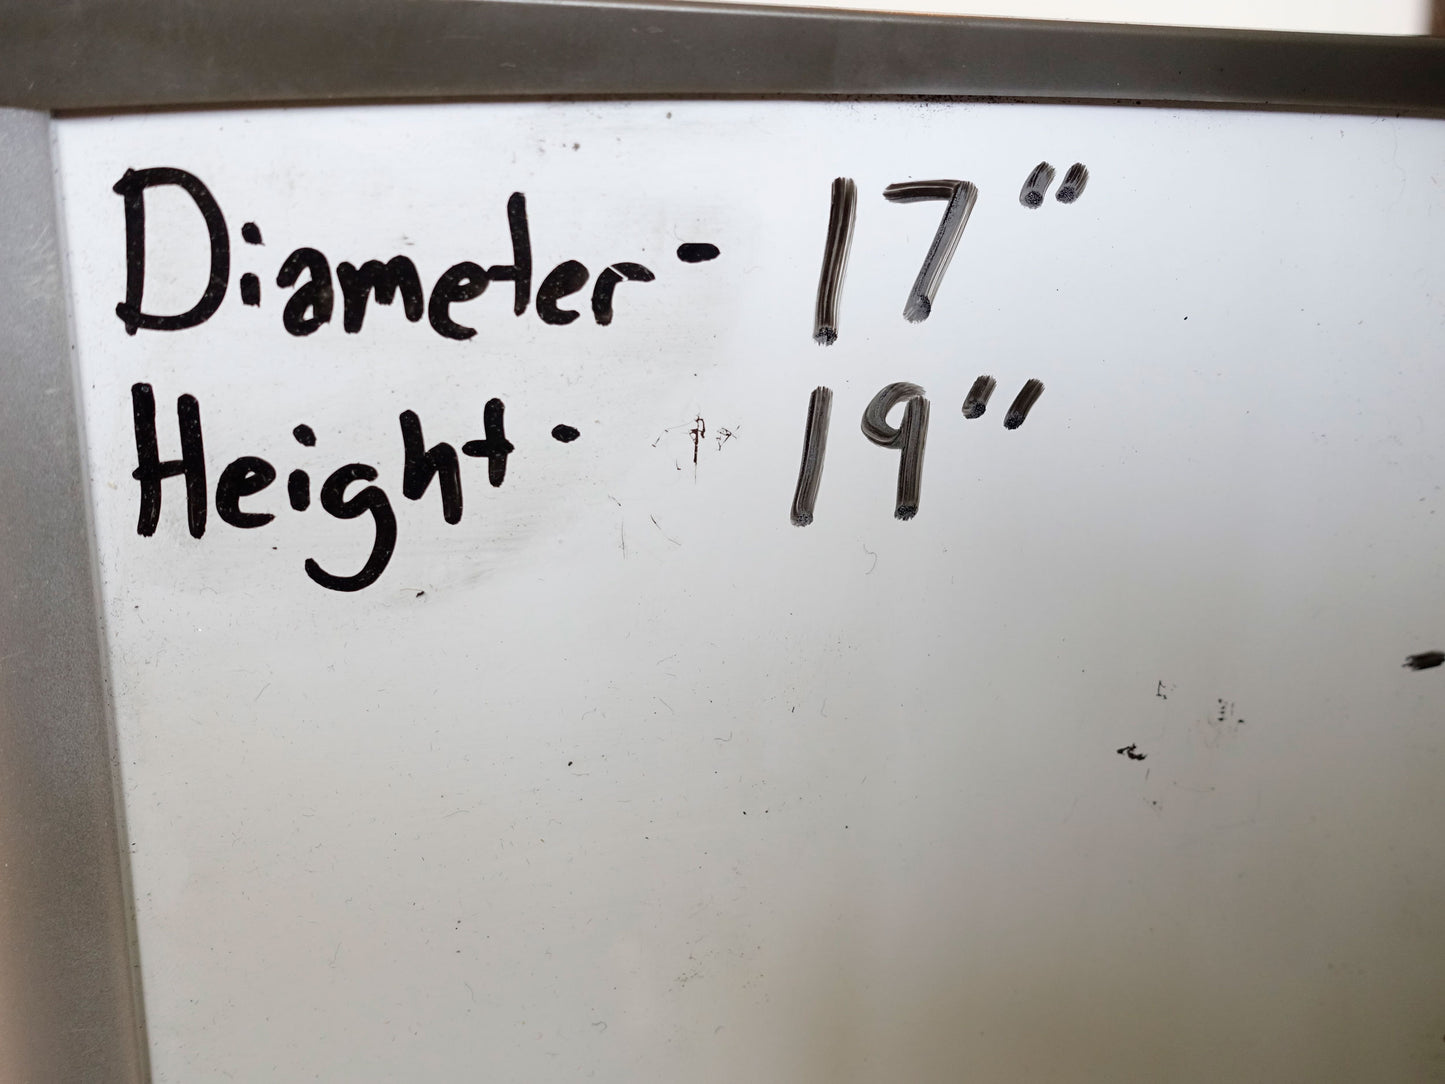 Diameter - 17"
Height - 19"